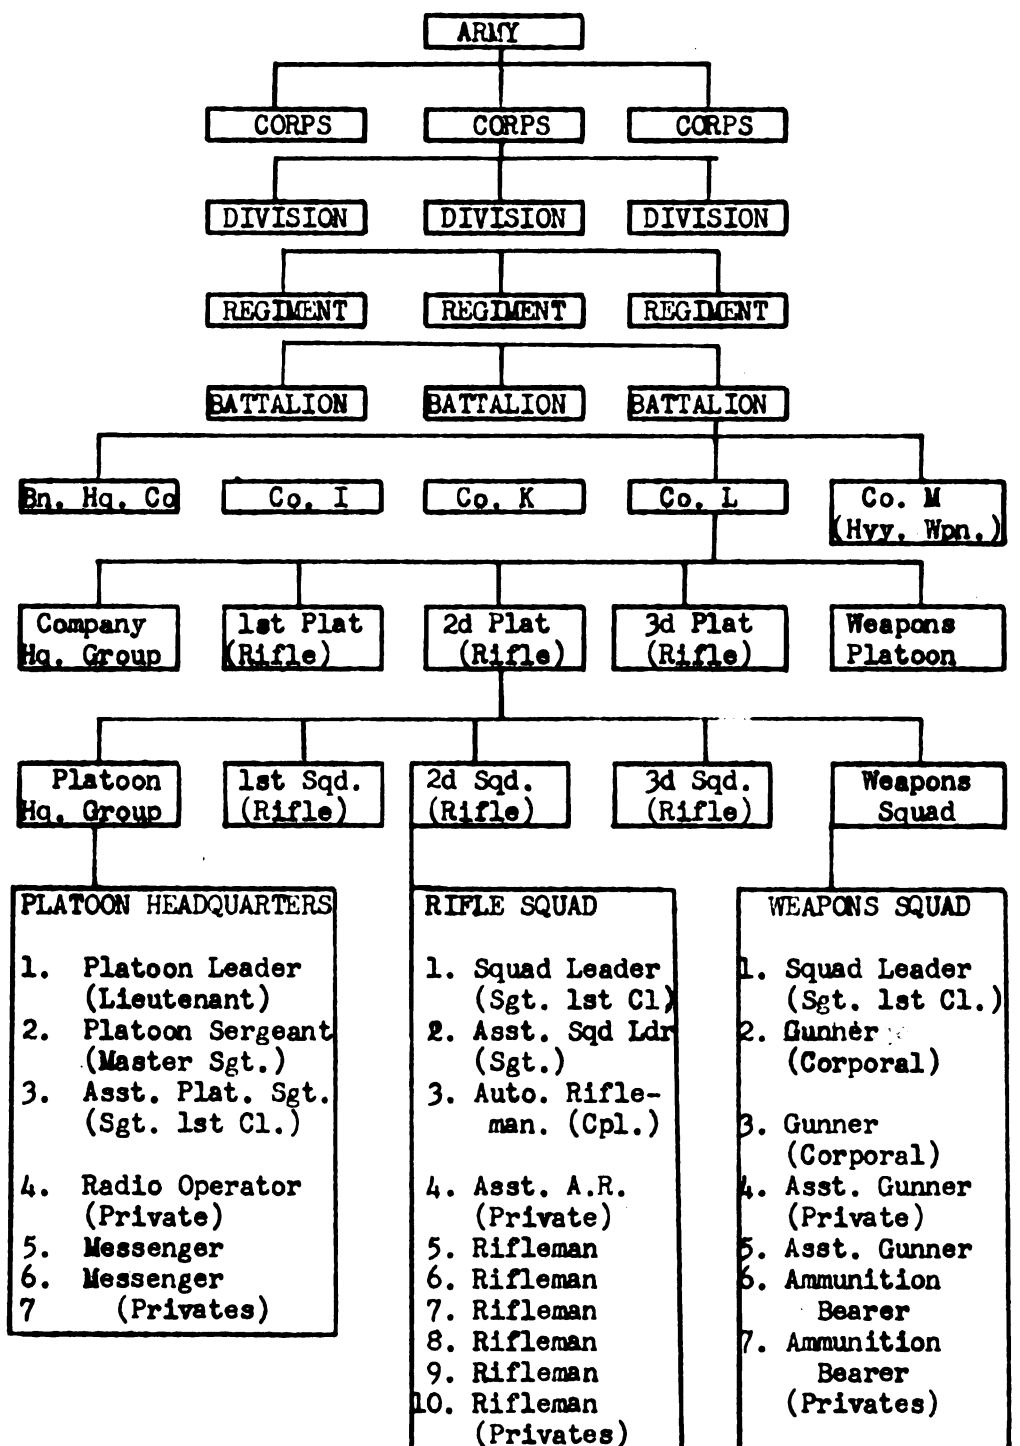 ARMY
CORPS CORPS CORPS
DIVISION DIVISION DIVISION
REGIMENT REGIMENT REGIMENT
BATTALION BATTALION BATTALION
Bn. Hq. Co
Co. I
Co. K
Co. L
Co. M
(Hvy. Wpn.)
Company
Hq. Group
1st Plat
(Rifle)
2d Plat
(Rifle)
3d Plat
(Rifle)
Weapons
Platoon
Platoon
Hq. Group
1st Sqd.
(Rifle)
2d Sqd.
(Rifle)
3d Sqd.
(Rifle)
Weapons
Squad
PLATOON HEADQUARTERS
1. Platoon Leader
(Lieutenant)
2. Platoon Sergeant
(Master Sgt.)
3. Asst. Plat. Sgt.
(Sgt. 1st Cl.)
4. Radio Operator
(Private)
5. Messenger
6. Messenger
7 (Privates)
RIFLE SQUAD
1. Squad Leader
(Sgt. 1st Cl)
2. Asst. Sqd Ldr
(Sgt.)
3. Auto. Rifle-
man. (Cpl.)
4. Asst. A.R.
(Private)
5. Rifleman
6. Rifleman
7. Rifleman
8. Rifleman
9. Rifleman
10. Rifleman
(Privates)
WEAPONS SQUAD
1. Squad Leader
(Sgt. 1st Cl.)
2. Gunner
(Corporal)
3. Gunner
(Corporal)
4. Asst. Gunner
(Private)
5. Asst. Gunner
6. Ammunition
Bearer
7. Ammunition
Bearer
(Privates)